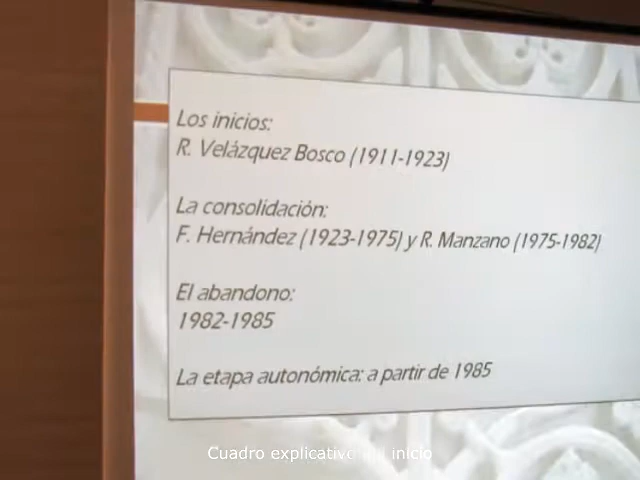 Los inicios:
R. Velázquez Bosco (1911-1923)
La consolidación:
F. Hernández (1923-1975) y R. Manzano (1975-1982)
El abandono:
1982-1985
La etapa autonómica: a partir de 1985
Cuadro explicativo inicio